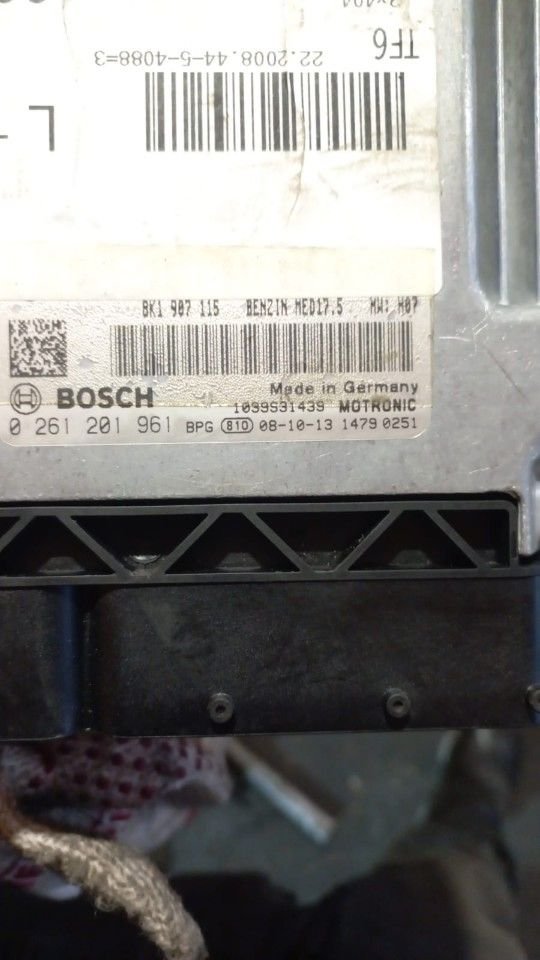 TF6
22.2008.44-5-4088=3
8K1 907 115 BENZIN MED17.5 HW: H07
BOSCH
Made in Germany
1039S31439 MOTRONIC
0 261 201 961 BPG 810 08-10-13 1479 0251